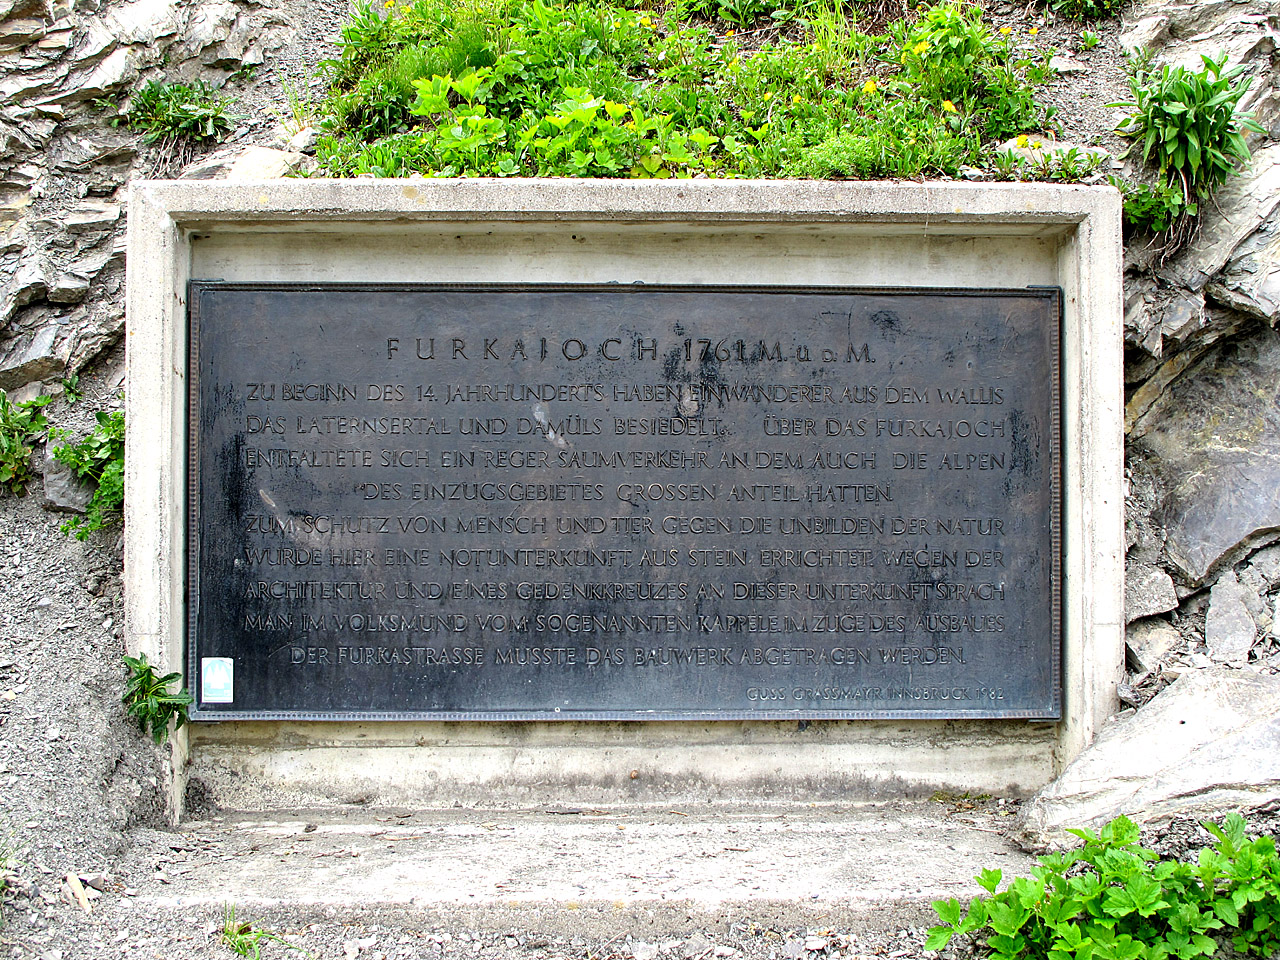 FURKAJOCH 1761 M. u. M.
ZU BEGINN DES 14. JAHRHUNDERTS HABEN EINWANDERER AUS DEM WALLIS
DAS LATERNSERTAL UND DAMÜLS BESIEDELT. ÜBER DAS FURKAJOCH
ENTFALTETE SICH EIN REGER SAUMVERKEHR, AN DEM AUCH DIE ALPEN
DES EINZUGSGEBIETES GROSSEN ANTEIL HATTEN.
ZUM SCHUTZ VON MENSCH UND TIER GEGEN DIE UNBILDEN DER NATUR
WURDE HIER EINE NOTUNTERKUNFT AUS STEIN ERRICHTET. WEGEN DER
ARCHITEKTUR UND EINES GEDENKKREUZES AN DIESER UNTERKUNFT SPRACH
MAN IM VOLKSMUND VOM SOGENANNTEN KAPPELE. IM ZUGE DES AUSBAUES
DER FURKASTRASSE MUSSTE DAS BAUWERK ABGETRAGEN WERDEN.
GUSS GRASSMAYR INNSBRUCK 1982